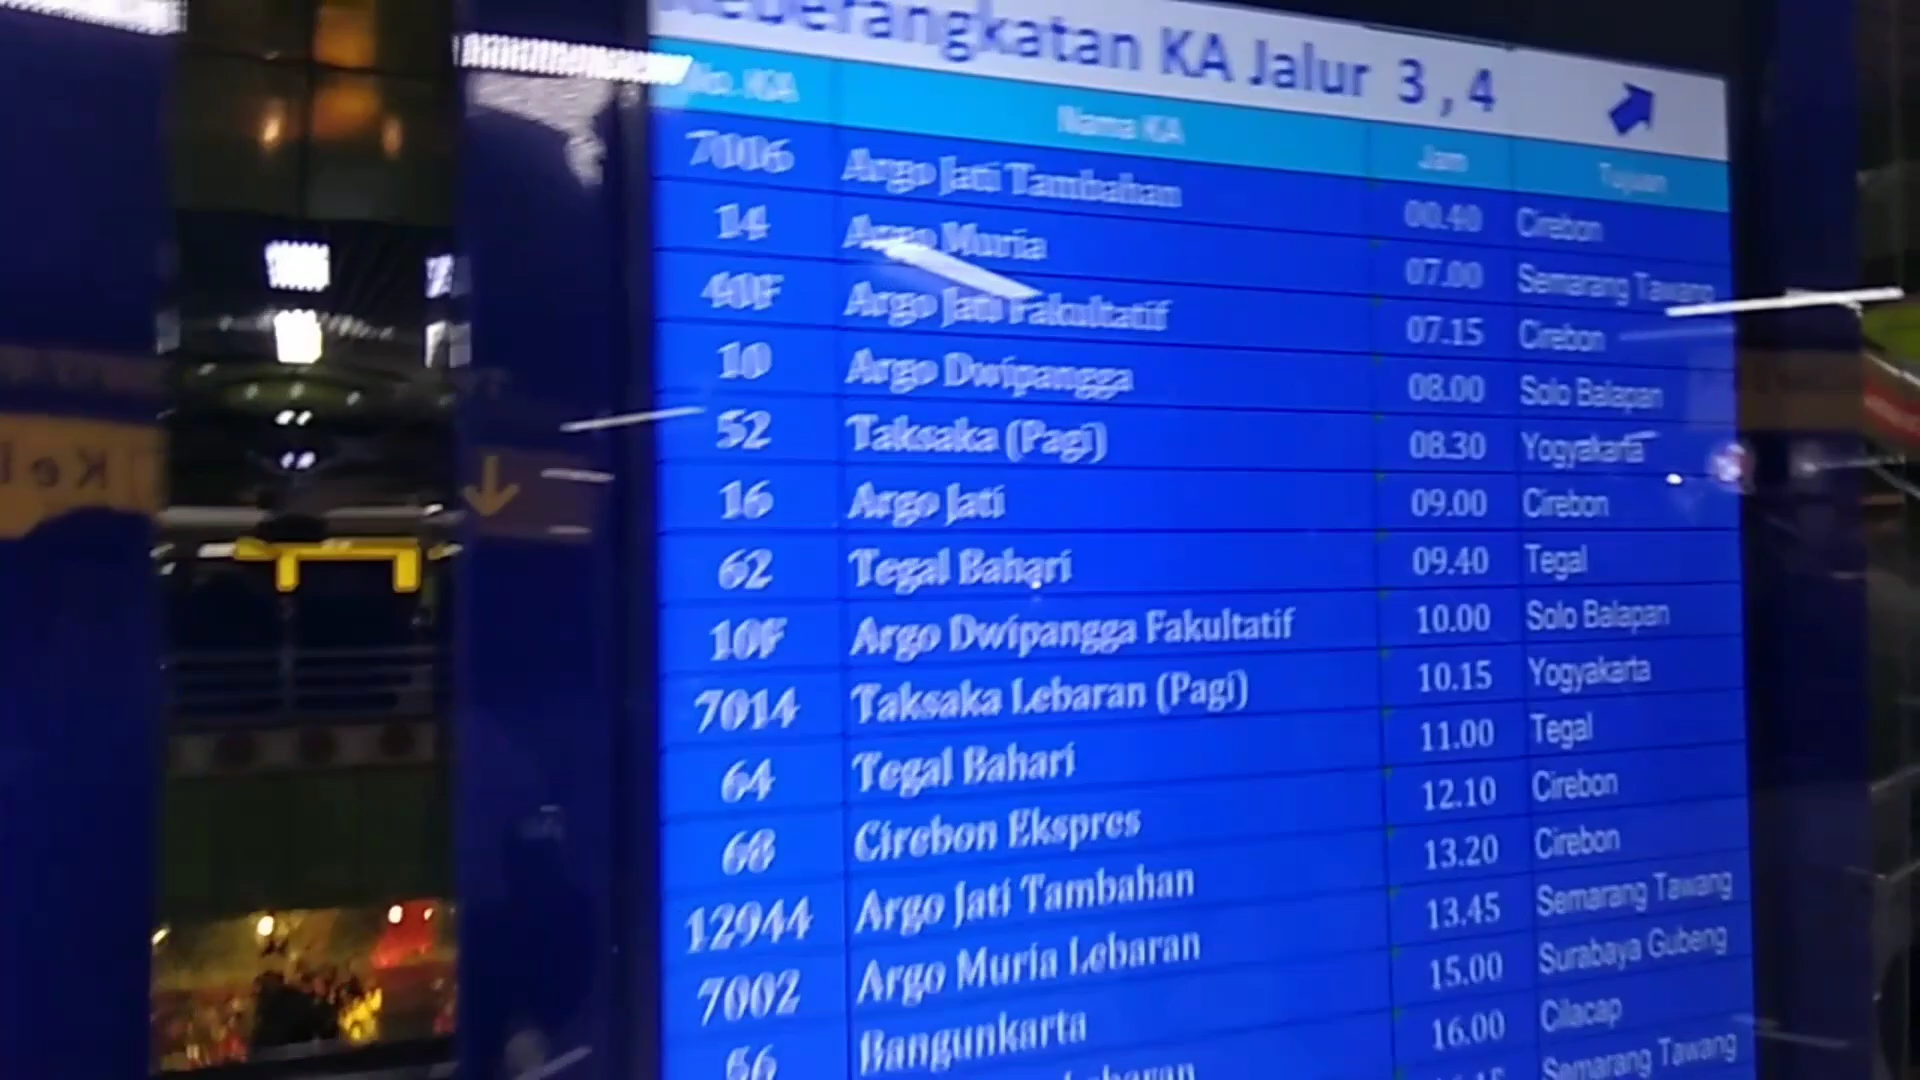 Keberangkatan KA Jalur 3 , 4
No. KA Nama KA Jam Tujuan
7006 Argo Jati Tambahan 00.40 Cirebon
14 Argo Muria 07.00 Semarang Tawang
40F Argo Jati Fakultatif 07.15 Cirebon
10 Argo Dwipangga 08.00 Solo Balapan
52 Taksaka (Pagi) 08.30 Yogyakarta
16 Argo Jati 09.00 Cirebon
62 Tegal Bahari 09.40 Tegal
10F Argo Dwipangga Fakultatif 10.00 Solo Balapan
7014 Taksaka Lebaran (Pagi) 10.15 Yogyakarta
64 Tegal Bahari 11.00 Tegal
68 Cirebon Ekspres 12.10 Cirebon
12944 Argo Jati Tambahan 13.20 Cirebon
7002 Argo Muria Lebaran 13.45 Semarang Tawang
56 Bangunkarta 15.00 Surabaya Gubeng
Lebaran 16.00 Cilacap
Semarang Tawang